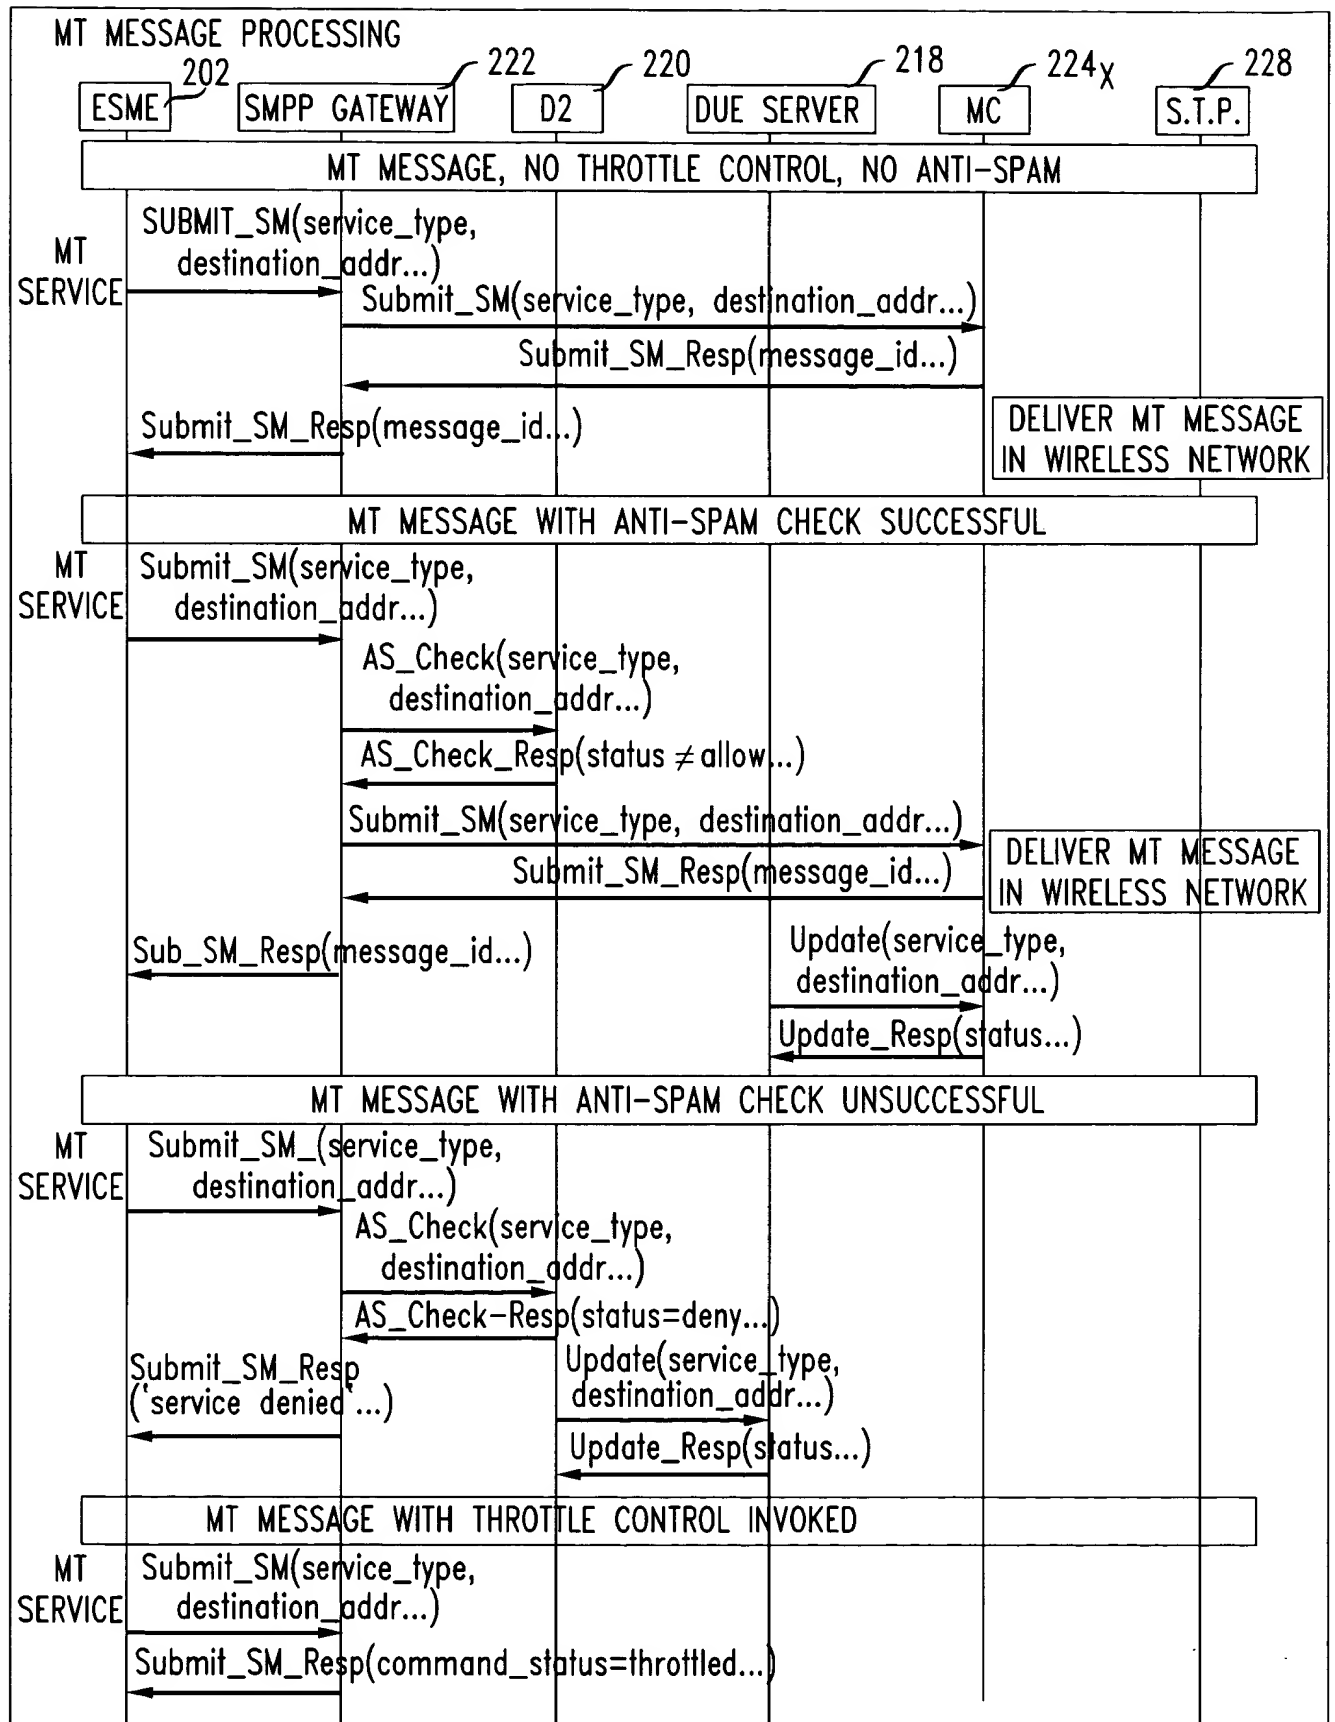 MT MESSAGE PROCESSING
202 222 220 218 224X 228
ESME SMPP GATEWAY D2 DUE SERVER MC S.T.P.
MT MESSAGE, NO THROTTLE CONTROL, NO ANTI-SPAM
MT
SERVICE
SUBMIT_SM(service_type,
destination_addr...)
Submit_SM(service_type, destination_addr...)
Submit_SM_Resp(message_id...)
Submit_SM_Resp(message_id...)
DELIVER MT MESSAGE
IN WIRELESS NETWORK
MT MESSAGE WITH ANTI-SPAM CHECK SUCCESSFUL
MT
SERVICE
Submit_SM(service_type,
destination_addr...)
AS_Check(service_type,
destination_addr...)
AS_Check_Resp(status ≠ allow...)
Submit_SM(service_type, destination_addr...)
Submit_SM_Resp(message_id...)
DELIVER MT MESSAGE
IN WIRELESS NETWORK
Sub_SM_Resp(message_id...)
Update(service_type,
destination_addr...)
Update_Resp(status...)
MT MESSAGE WITH ANTI-SPAM CHECK UNSUCCESSFUL
MT
SERVICE
Submit_SM_(service_type,
destination_addr...)
AS_Check(service_type,
destination_addr...)
AS_Check-Resp(status=deny...)
Submit_SM_Resp
('service denied'...)
Update(service_type,
destination_addr...)
Update_Resp(status...)
MT MESSAGE WITH THROTTLE CONTROL INVOKED
MT
SERVICE
Submit_SM(service_type,
destination_addr...)
Submit_SM_Resp(command_status=throttled...)